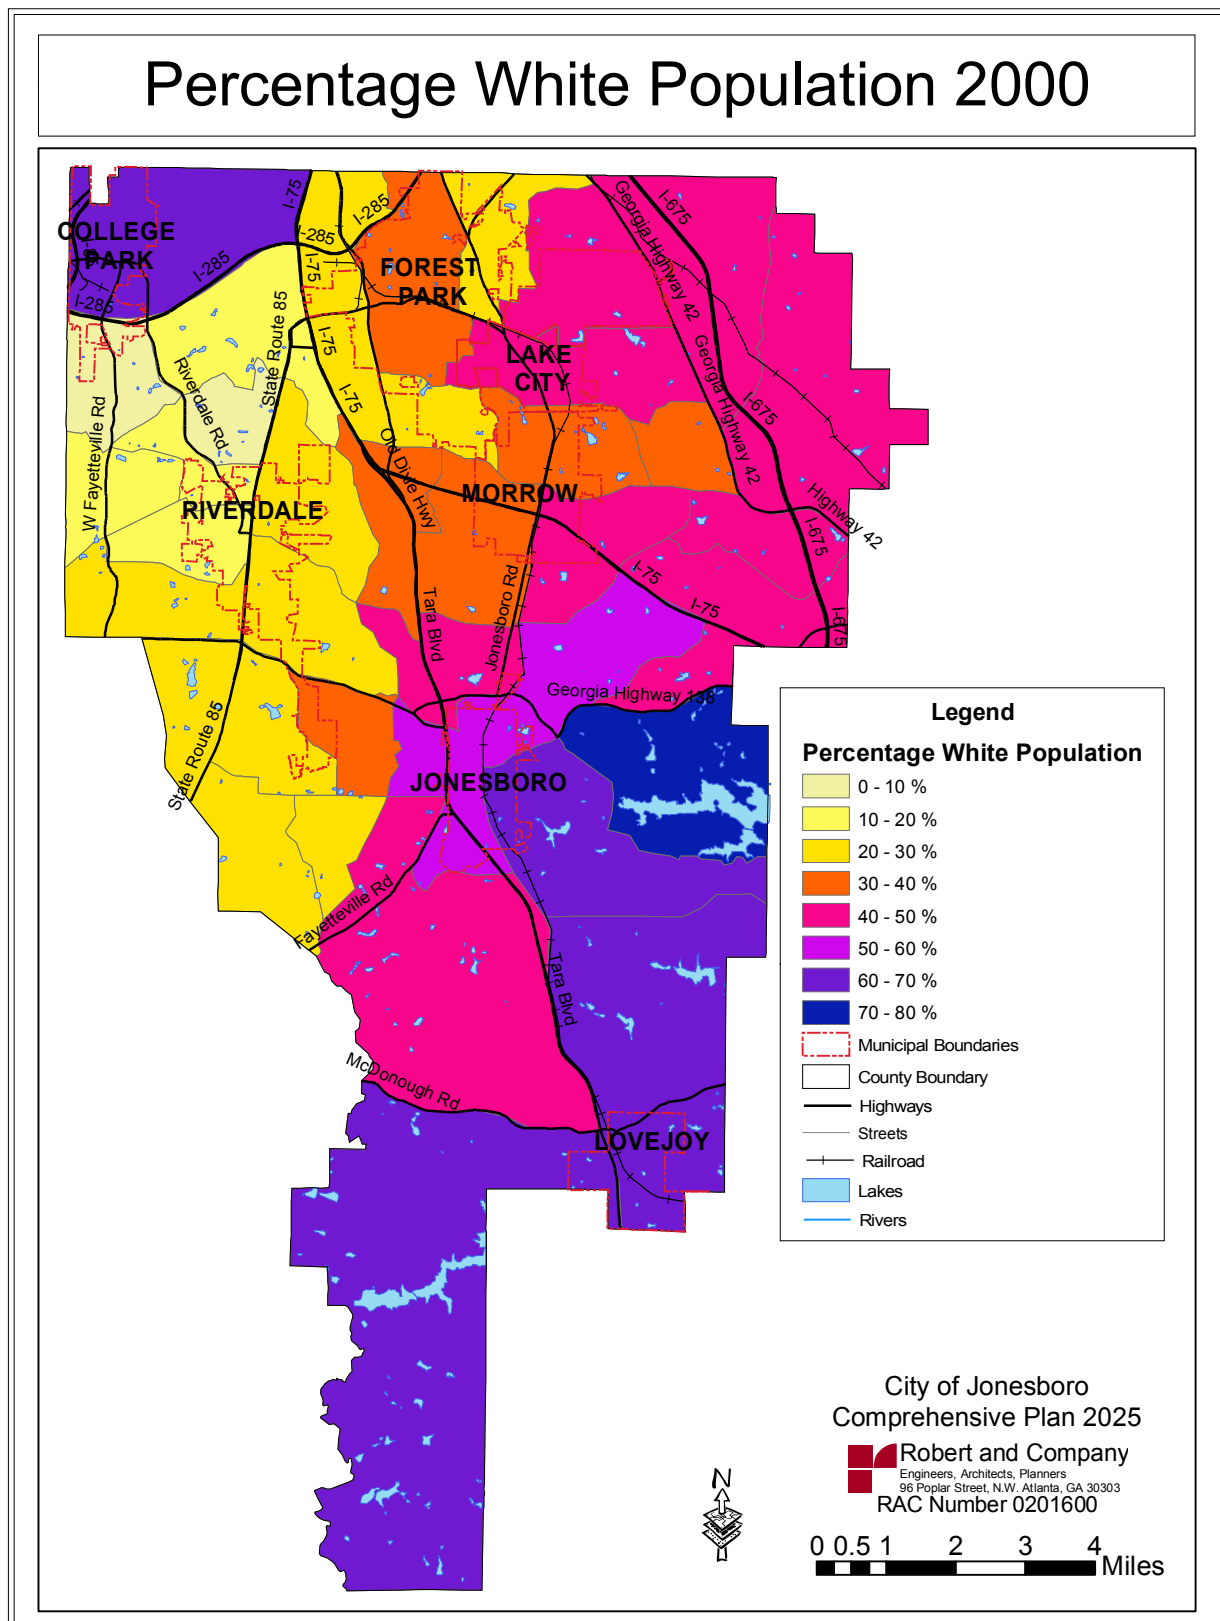 Percentage White Population 2000
I-75
I-285
I-285
I-675
Georgia Highway 42
COLLEGE
PARK
I-285
I-75
FOREST
PARK
I-285
State Route 85
I-75
LAKE
CITY
Georgia Highway 42
I-675
Riverdale Rd
I-75
W Fayetteville Rd
Old Dixie Hwy
MORROW
RIVERDALE
Highway 42
I-675
I-75
I-75
I-675
Tara Blvd
Jonesboro Rd
Georgia Highway 138
State Route 85
JONESBORO
Fayetteville Rd
Tara Blvd
McDonough Rd
LOVEJOY
Legend
Percentage White Population
0 - 10 %
10 - 20 %
20 - 30 %
30 - 40 %
40 - 50 %
50 - 60 %
60 - 70 %
70 - 80 %
Municipal Boundaries
County Boundary
Highways
Streets
Railroad
Lakes
Rivers
City of Jonesboro
Comprehensive Plan 2025
Robert and Company
Engineers, Architects, Planners
96 Poplar Street, N.W. Atlanta, GA 30303
RAC Number 0201600
N
0 0.5 1 2 3 4
Miles